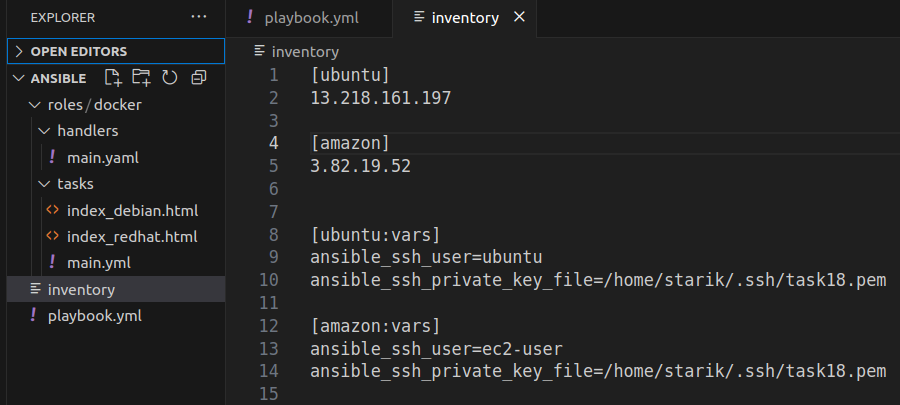 EXPLORER ...
OPEN EDITORS
ANSIBLE
roles/docker
handlers
! main.yaml
tasks
<> index_debian.html
<> index_redhat.html
! main.yml
inventory
! playbook.yml
! playbook.yml
inventory ×
inventory
1 [ubuntu]
2 13.218.161.197
3
4 [amazon]
5 3.82.19.52
6
7
8 [ubuntu:vars]
9 ansible_ssh_user=ubuntu
10 ansible_ssh_private_key_file=/home/starik/.ssh/task18.pem
11
12 [amazon:vars]
13 ansible_ssh_user=ec2-user
14 ansible_ssh_private_key_file=/home/starik/.ssh/task18.pem
15